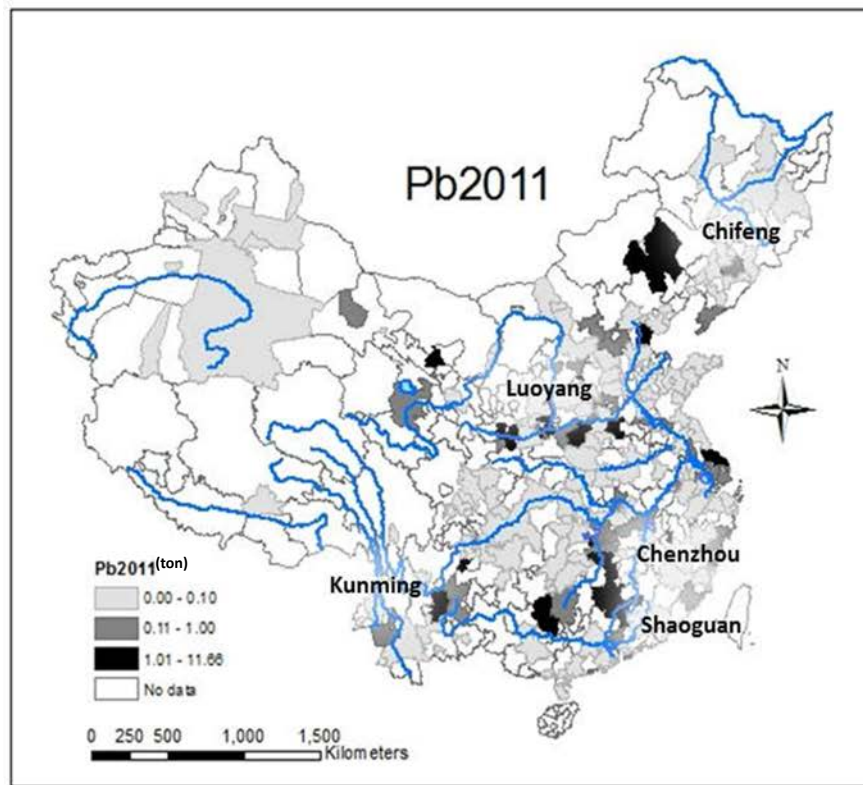 Pb2011
Chifeng
N
Luoyang
Chenzhou
Kunming
Shaoguan
Pb2011(ton)
0.00 - 0.10
0.11 - 1.00
1.01 - 11.66
No data
0 250 500 1,000 1,500
Kilometers